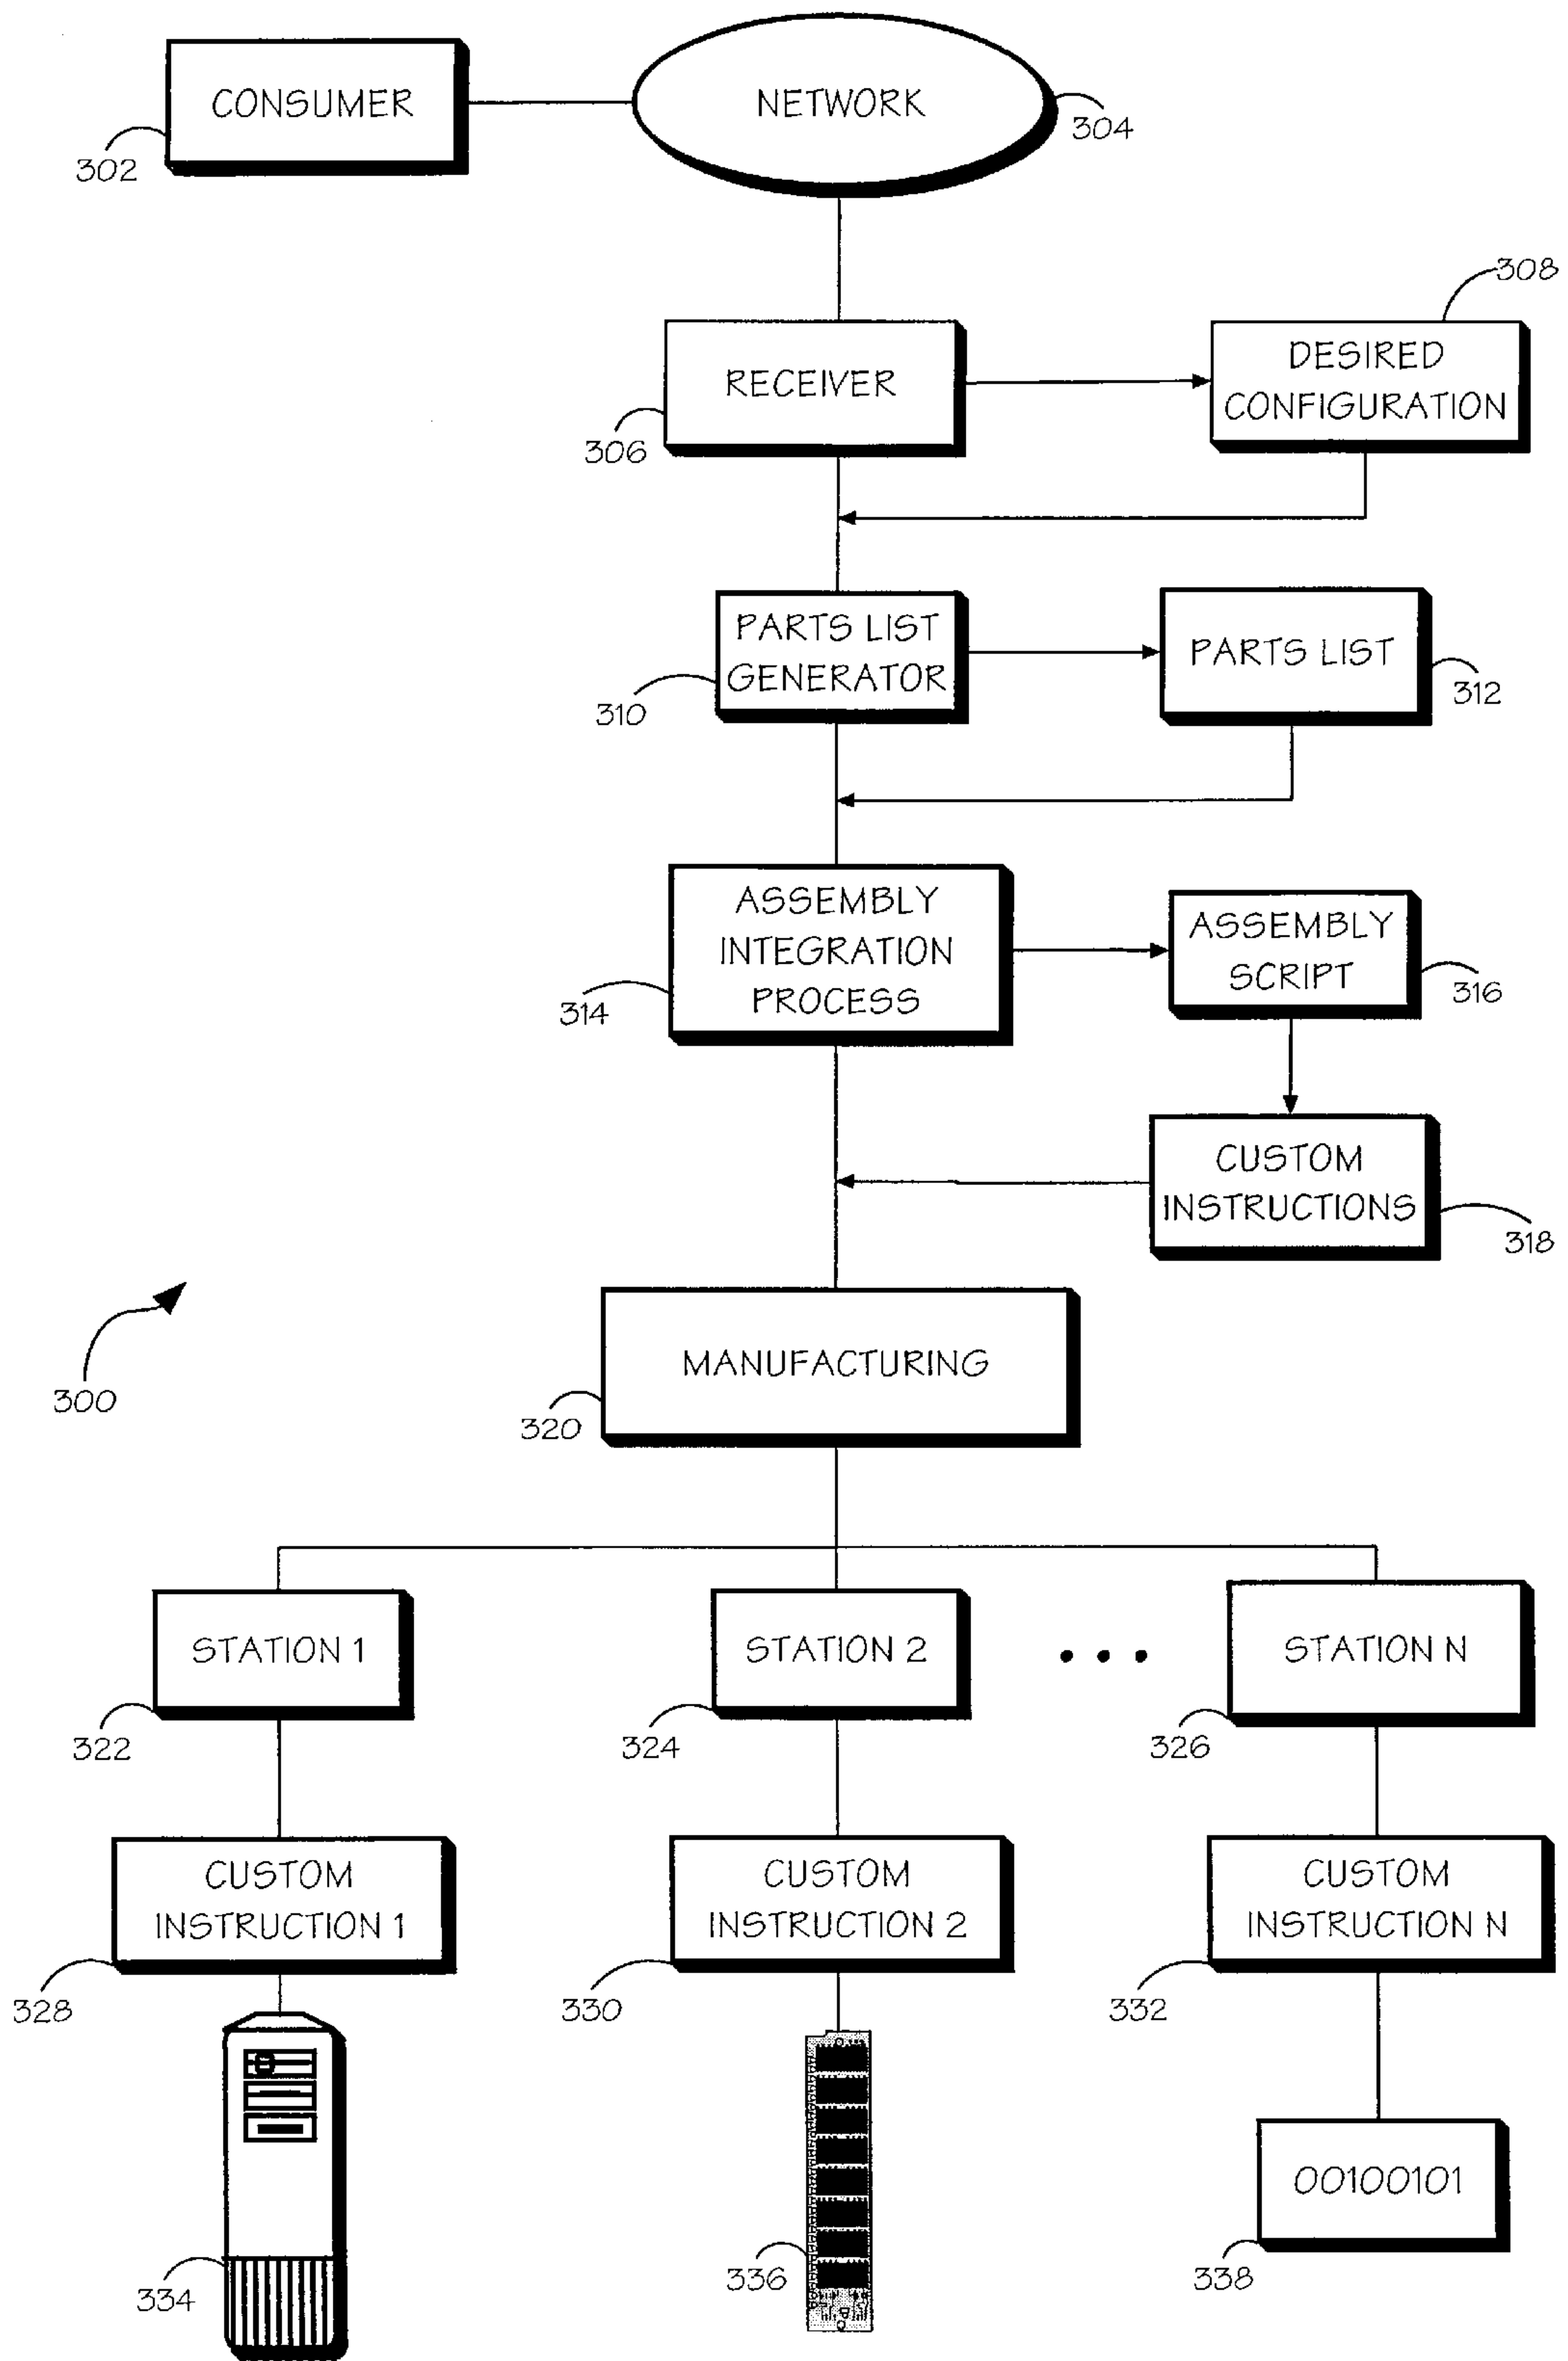 CONSUMER
NETWORK
302
304
308
RECEIVER
DESIRED
CONFIGURATION
306
PARTS LIST
GENERATOR
PARTS LIST
310
312
ASSEMBLY
INTEGRATION
PROCESS
ASSEMBLY
SCRIPT
314
316
CUSTOM
INSTRUCTIONS
318
300
MANUFACTURING
320
STATION 1
STATION 2
STATION N
322
324
326
CUSTOM
INSTRUCTION 1
CUSTOM
INSTRUCTION 2
CUSTOM
INSTRUCTION N
328
330
332
00100101
334
336
338